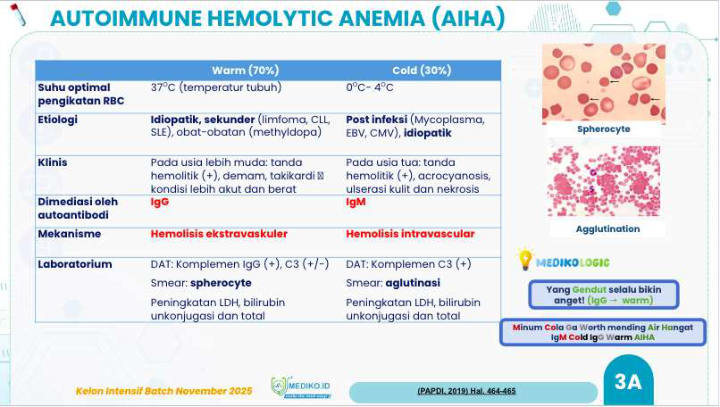 AUTOIMMUNE HEMOLYTIC ANEMIA (AIHA)
Warm (70%)
Cold (30%)
Suhu optimal
pengikatan RBC
37°C (temperatur tubuh)
0°C- 4°C
Etiologi
Idiopatik, sekunder (limfoma, CLL,
SLE), obat-obatan (methyldopa)
Post infeksi (Mycoplasma,
EBV, CMV), idiopatik
Klinis
Pada usia lebih muda: tanda
hemolitik (+), demam, takikardi
kondisi lebih akut dan berat
Pada usia tua: tanda
hemolitik (+), acrocyanosis,
ulserasi kulit dan nekrosis
Dimediasi oleh
autoantibodi
IgG
IgM
Mekanisme
Hemolisis ekstravaskuler
Hemolisis intravascular
Laboratorium
DAT: Komplemen IgG (+), C3 (+/-)
Smear: spherocyte
Peningkatan LDH, bilirubin
unkonjugasi dan total
DAT: Komplemen C3 (+)
Smear: aglutinasi
Peningkatan LDH, bilirubin
unkonjugasi dan total
Spherocyte
Agglutination
MEDIKOLOGIC
Yang Gendut selalu bikin
anget! (IgG → warm)
Minum Cola Ga Worth mending Air Hangat
IgM Cold IgG Warm AIHA
Kelon Intensif Batch November 2025
MEDIKO.ID
(PAPDI, 2019) Hal. 464-465
3A